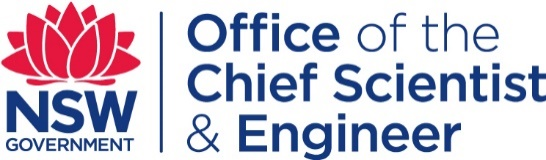 NSW
GOVERNMENT
Office of the
Chief Scientist
& Engineer